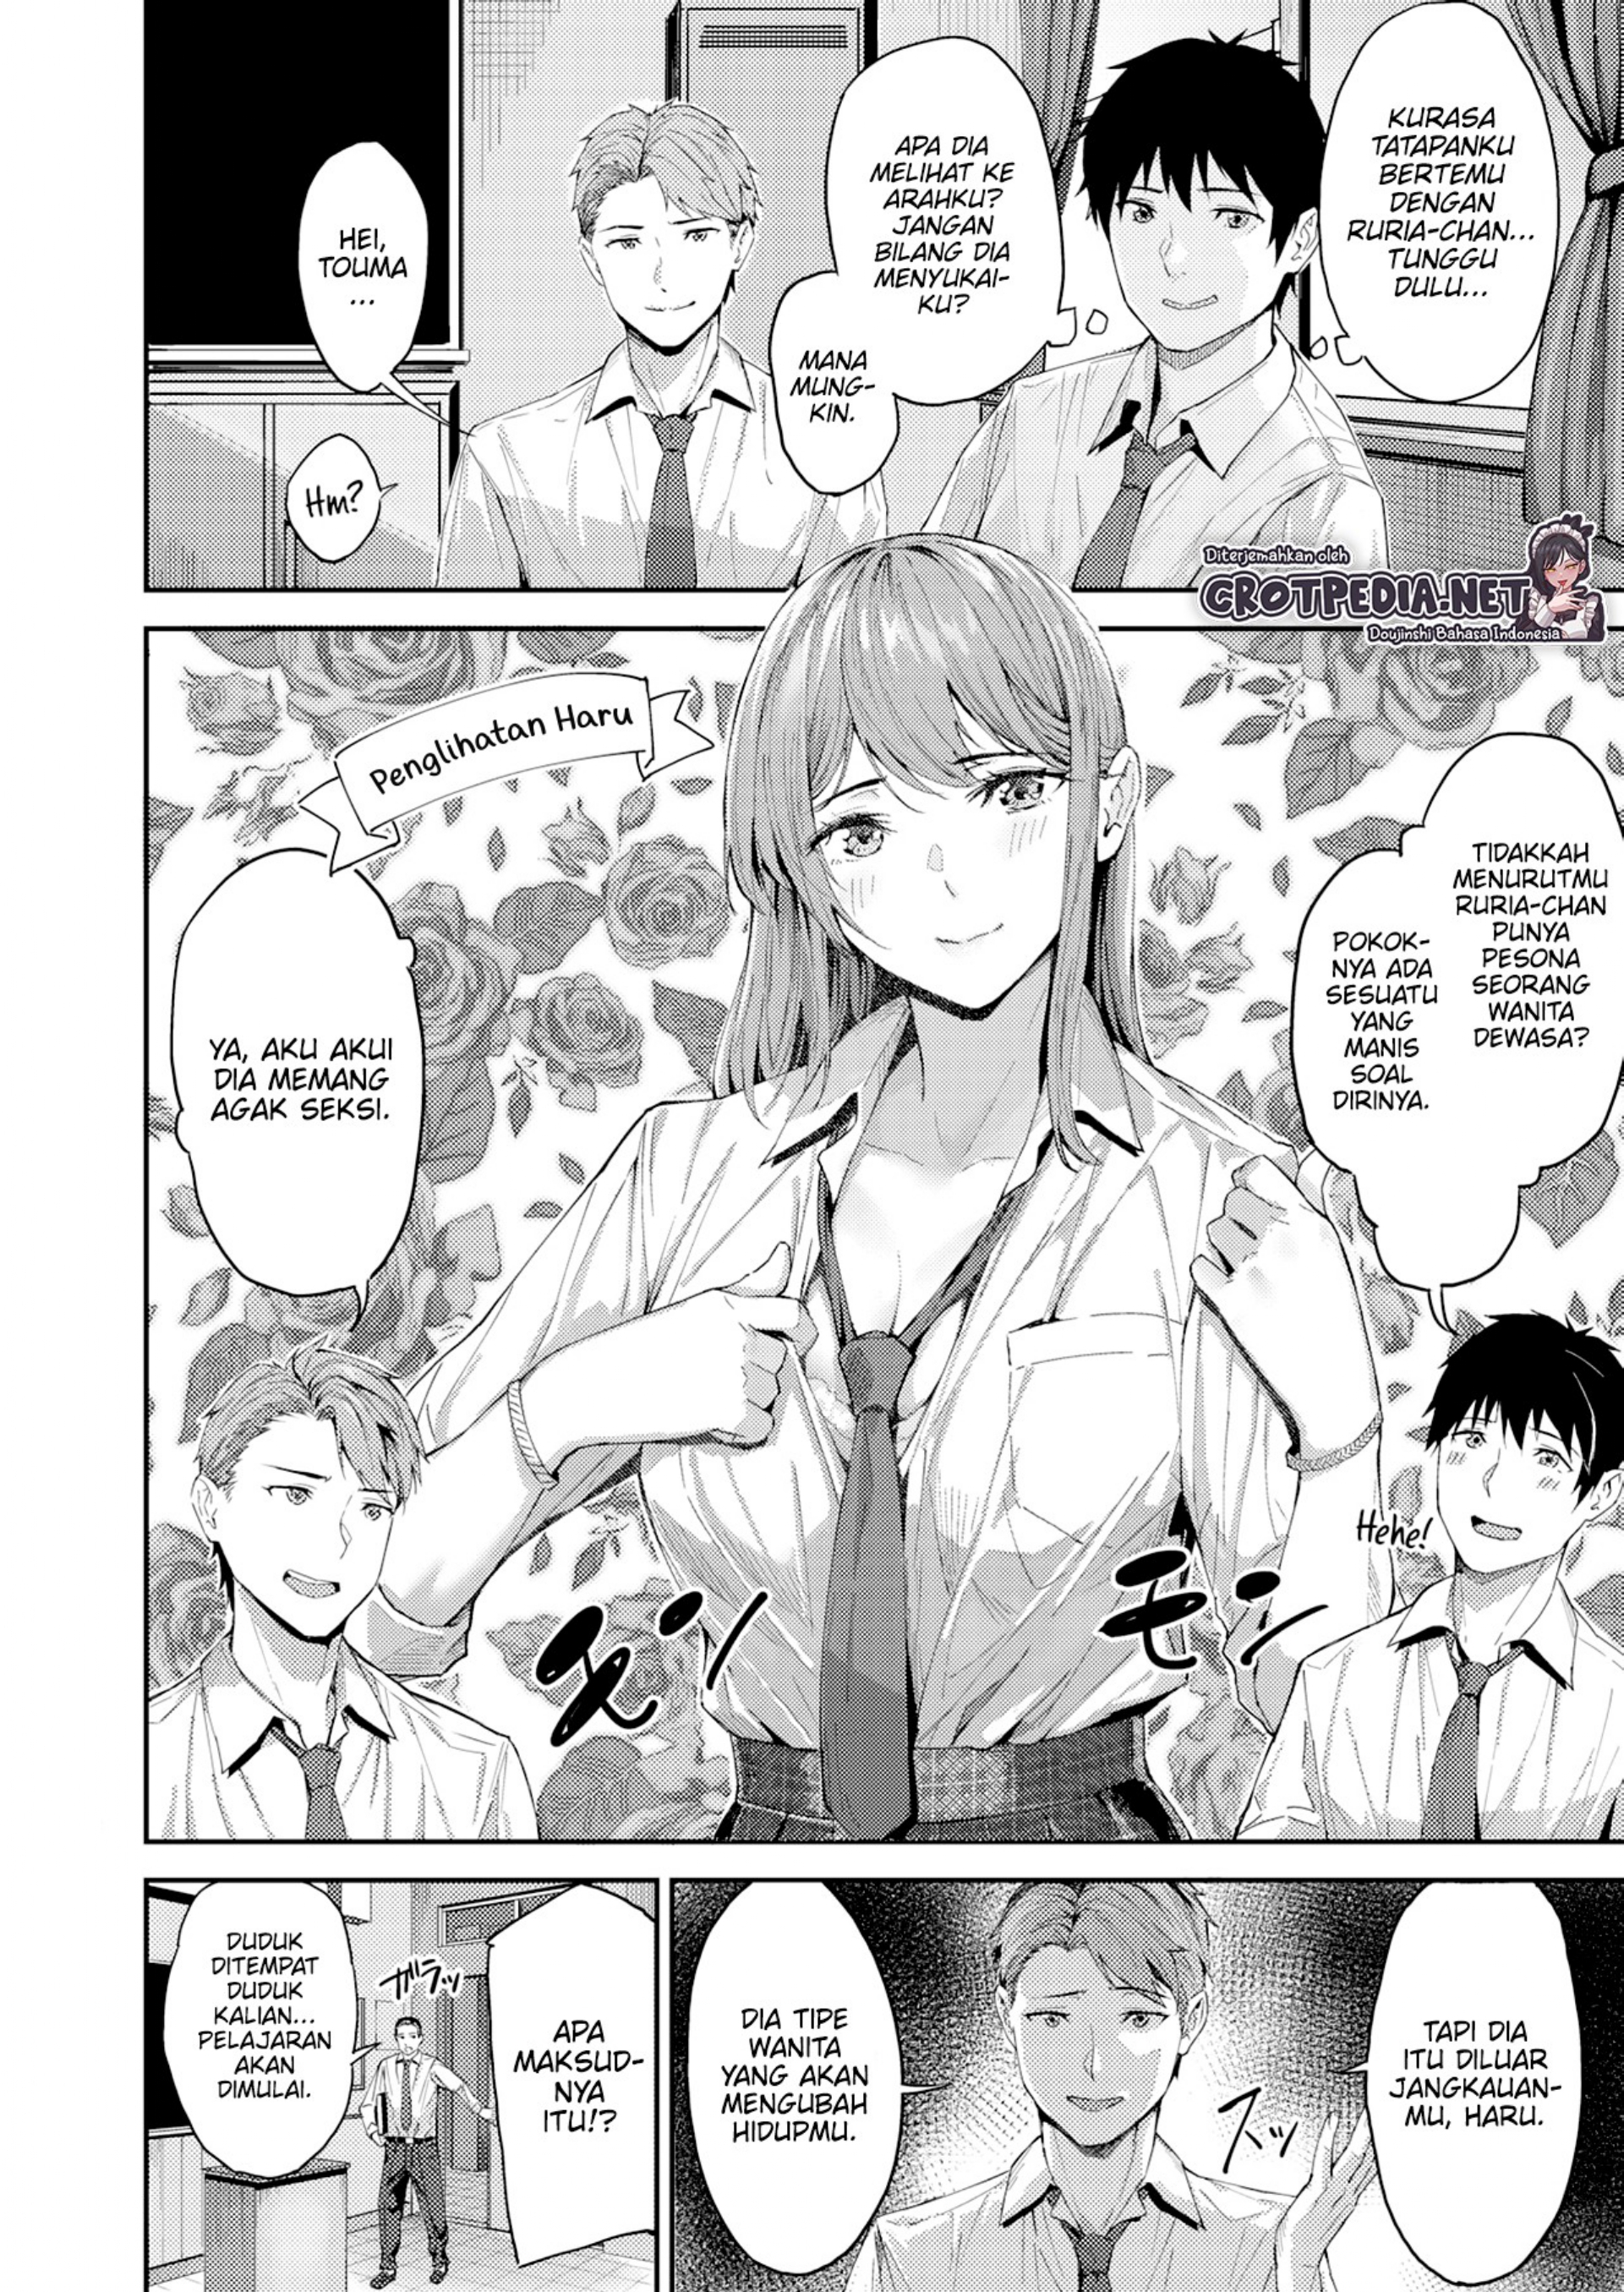 KURASA
TATAPANKU
BERTEMU
DENGAN
RURIA-CHAN...
TUNGGU
DULU...
APA DIA
MELIHAT KE
ARAHKU?
JANGAN
BILANG DIA
MENYUKAI-
KU?
MANA
MUNG-
KIN.
HEI,
TOUMA
...
Hm?
Diterjemahkan oleh
CROTPEDIA.NET
Doujinshi Bahasa Indonesia
TIDAKKAH
MENURUTMU
RURIA-CHAN
PUNYA
PESONA
SEORANG
WANITA
DEWASA?
POKOK-
NYA ADA
SESUATU
YANG
MANIS
SOAL
DIRINYA.
Hehe!
Penglihatan Haru
YA, AKU AKUI
DIA MEMANG
AGAK SEKSI.
モン
モン
TAPI DIA
ITU DILUAR
JANGKAUAN-
MU, HARU.
スッ
DIA TIPE
WANITA
YANG AKAN
MENGUBAH
HIDUPMU.
APA
MAKSUD-
NYA
ITU!?
ガラッ
DUDUK
DITEMPAT
DUDUK
KALIAN...
PELAJARAN
AKAN
DIMULAI.